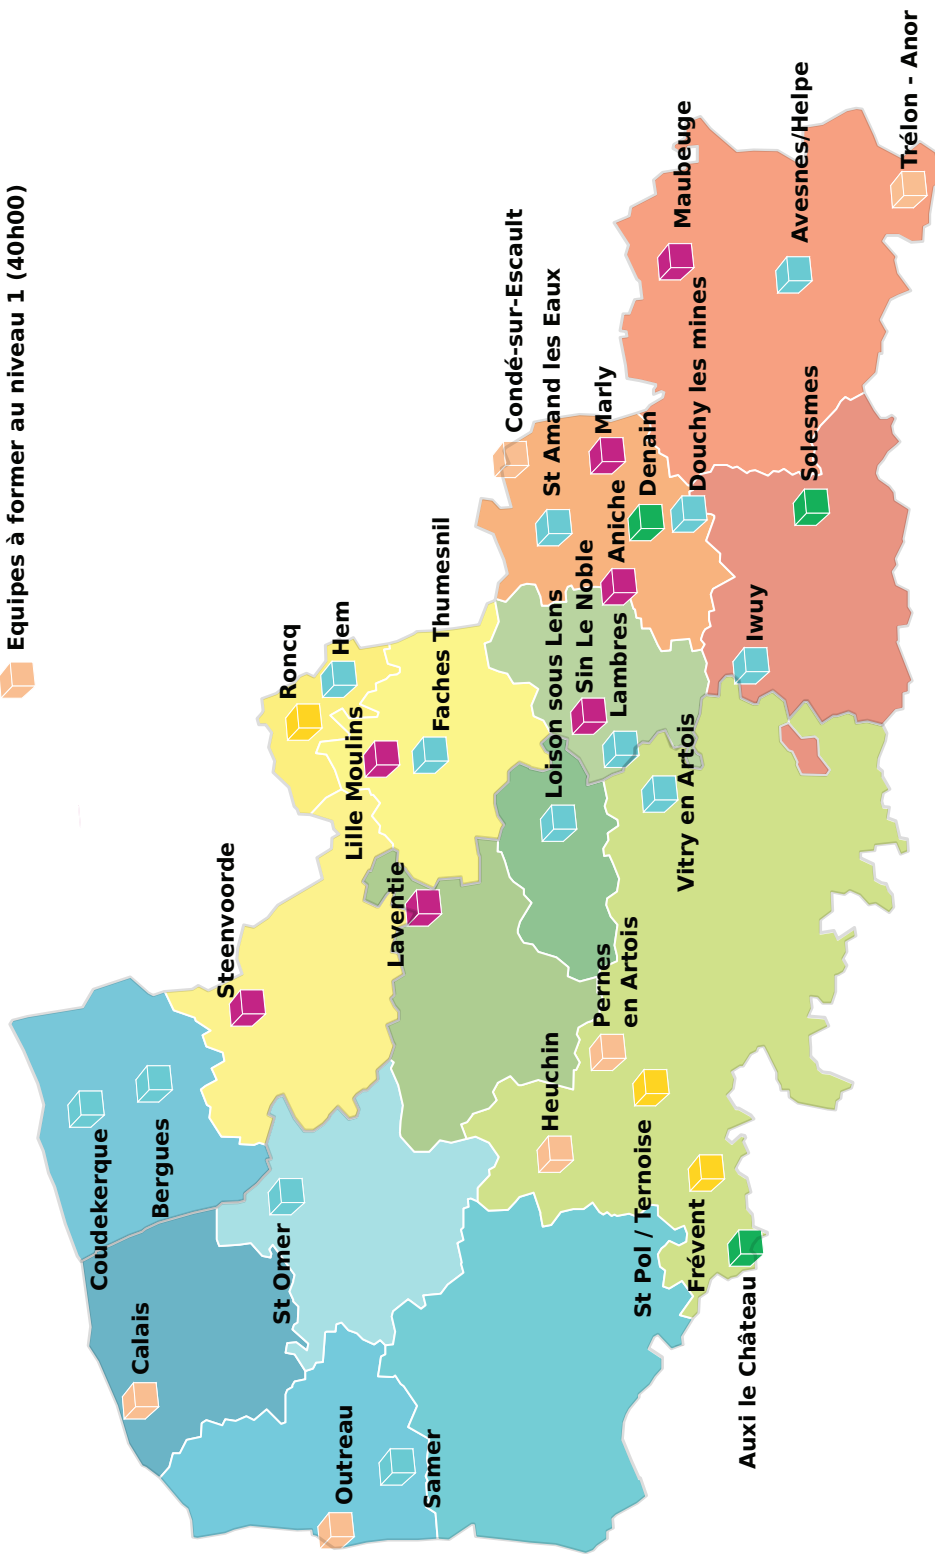 Equipes à former au niveau 1 (40h00)
Coudekerque
Bergues
Calais
Steenvoorde
St Omer
Outreau
Samer
Roncq
Hem
Lille Moulins
Faches Thumesnil
Laventie
Condé-sur-Escault
St Amand les Eaux
Marly
Denain
Aniche
Douchy les mines
Maubeuge
Avesnes/Helpe
Trélon - Anor
Solesmes
Iwuy
Loison sous Lens
Sin Le Noble
Lambres
Vitry en Artois
Pernes
en Artois
Heuchin
St Pol / Ternoise
Frévent
Auxi le Château